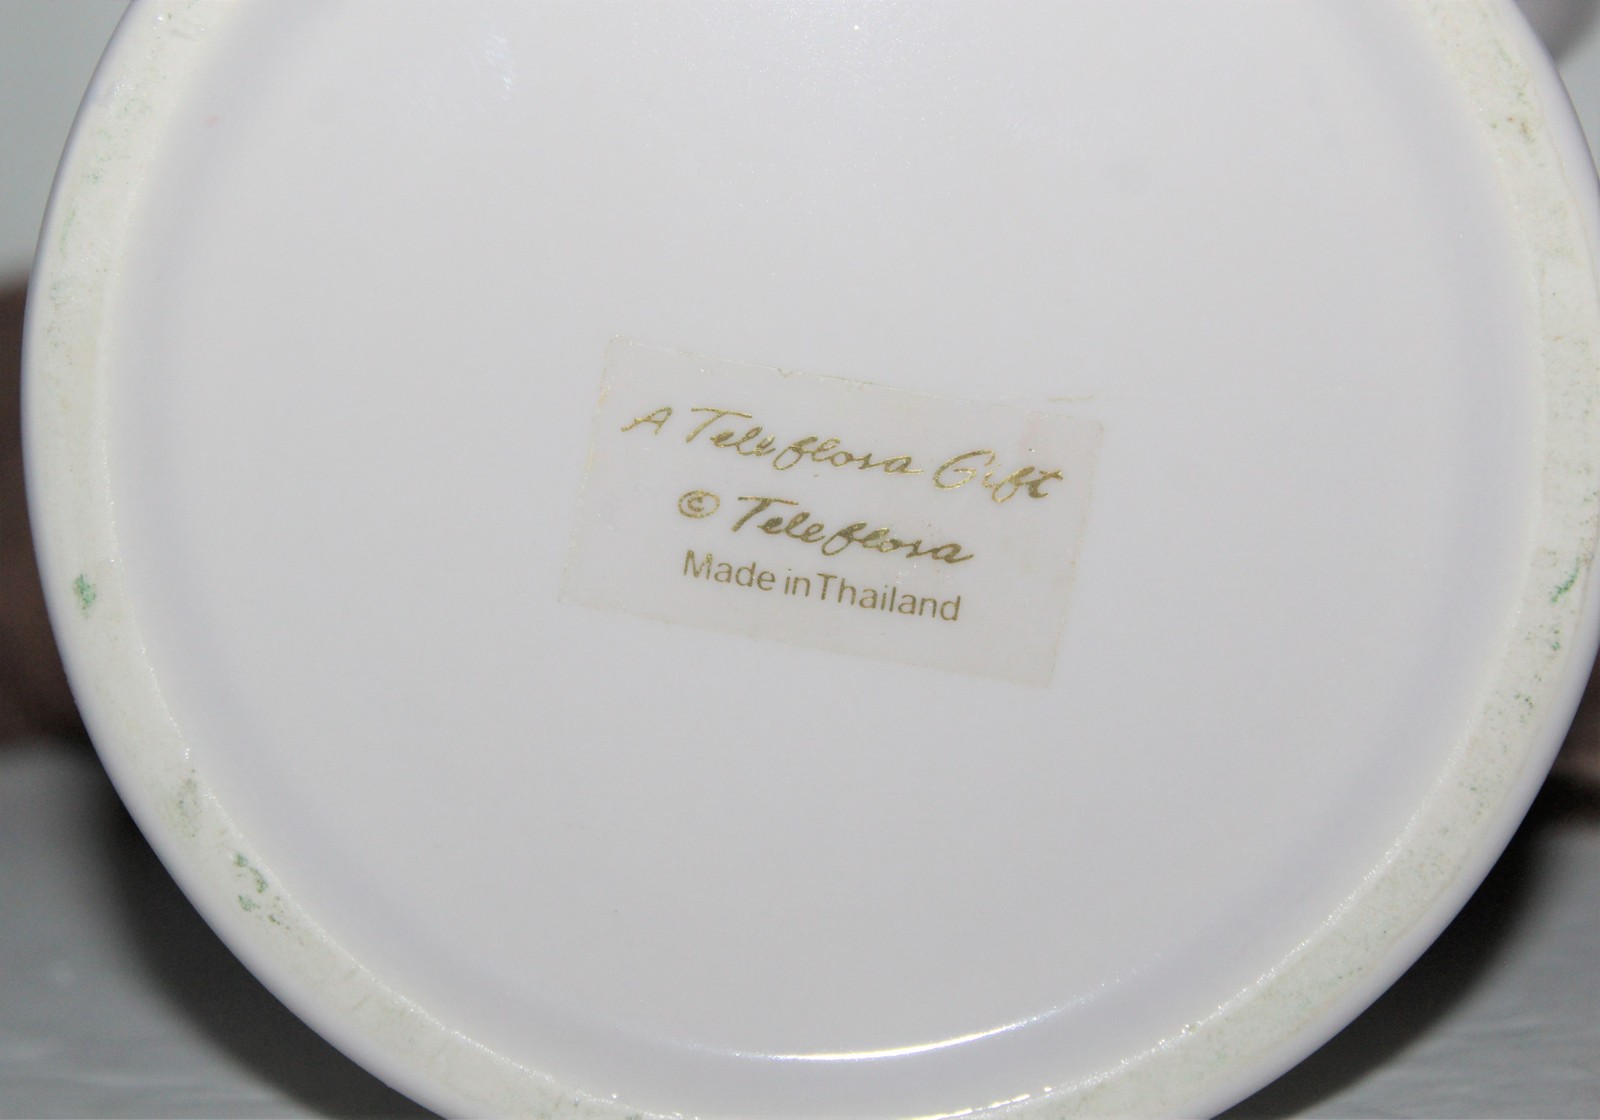 A Teleflora Gift
© Teleflora
Made in Thailand